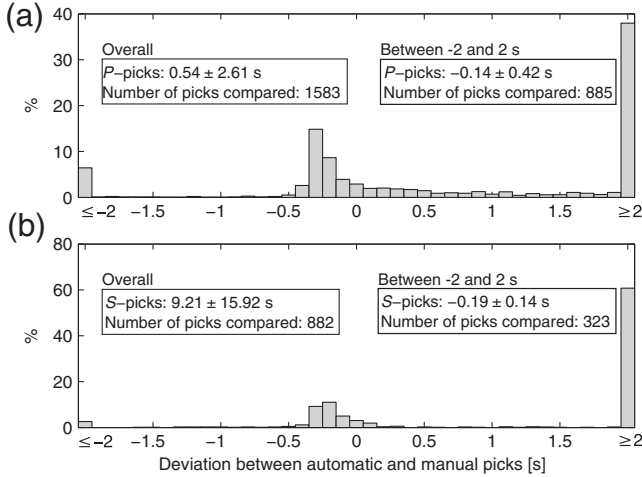 (a)
40
30
20
10
0
%
Overall
P−picks: 0.54 ± 2.61 s
Number of picks compared: 1583
Between -2 and 2 s
P−picks: −0.14 ± 0.42 s
Number of picks compared: 885
≤ −2 −1.5 −1 −0.5 0 0.5 1 1.5 ≥ 2
(b)
80
60
40
20
0
%
Overall
S−picks: 9.21 ± 15.92 s
Number of picks compared: 882
Between -2 and 2 s
S−picks: −0.19 ± 0.14 s
Number of picks compared: 323
≤ −2 −1.5 −1 −0.5 0 0.5 1 1.5 ≥ 2
Deviation between automatic and manual picks [s]